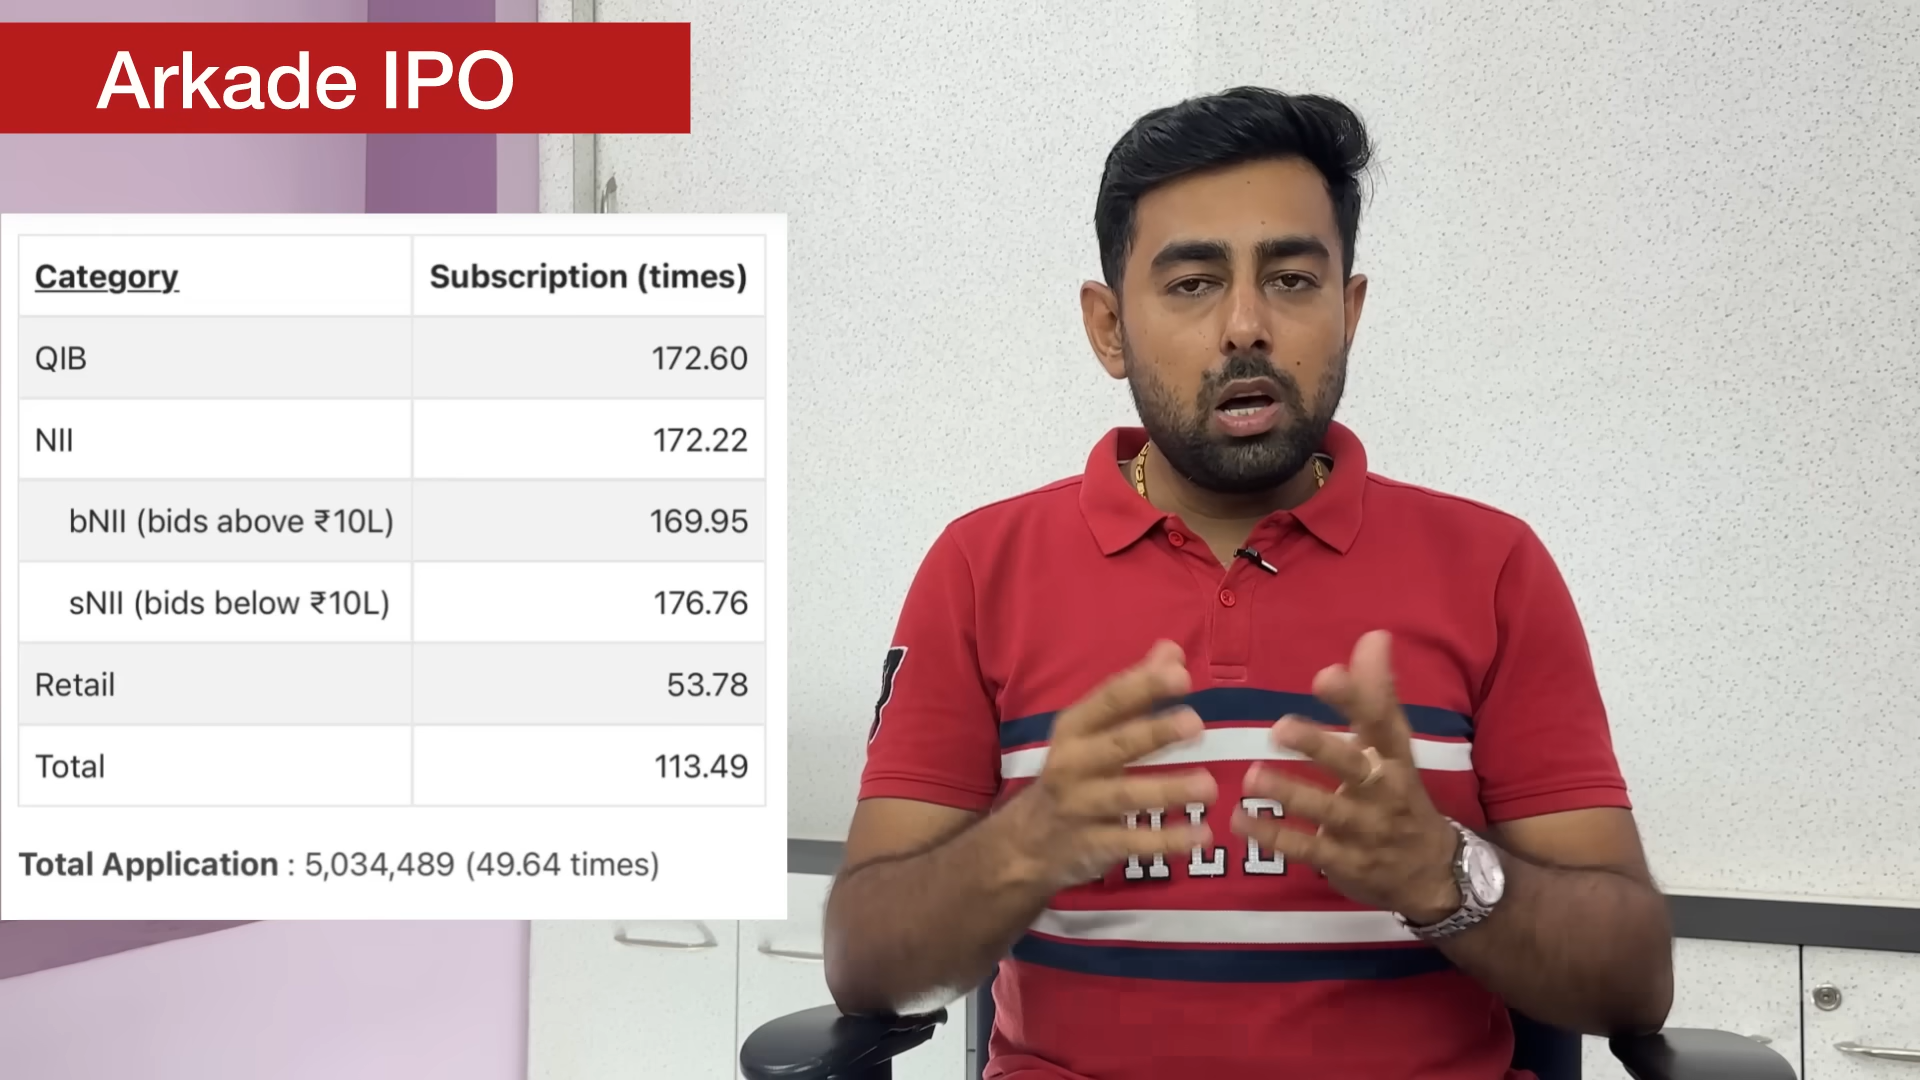 Arkade IPO
Category Subscription (times)
QIB 172.60
NII 172.22
bNII (bids above ₹10L) 169.95
sNII (bids below ₹10L) 176.76
Retail 53.78
Total 113.49
Total Application : 5,034,489 (49.64 times)